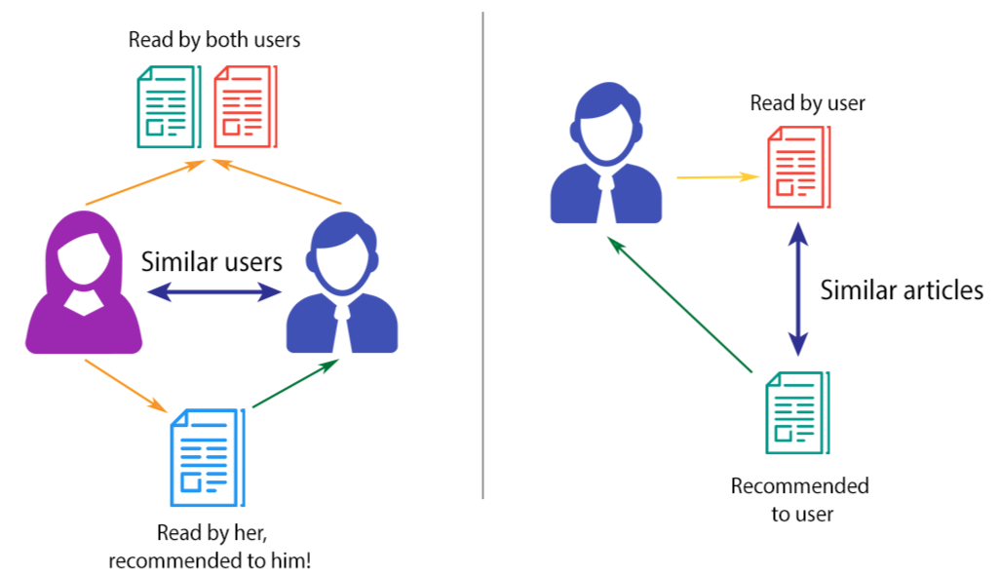 Read by both users
Similar users
Read by her,
recommended to him!
Read by user
Similar articles
Recommended
to user